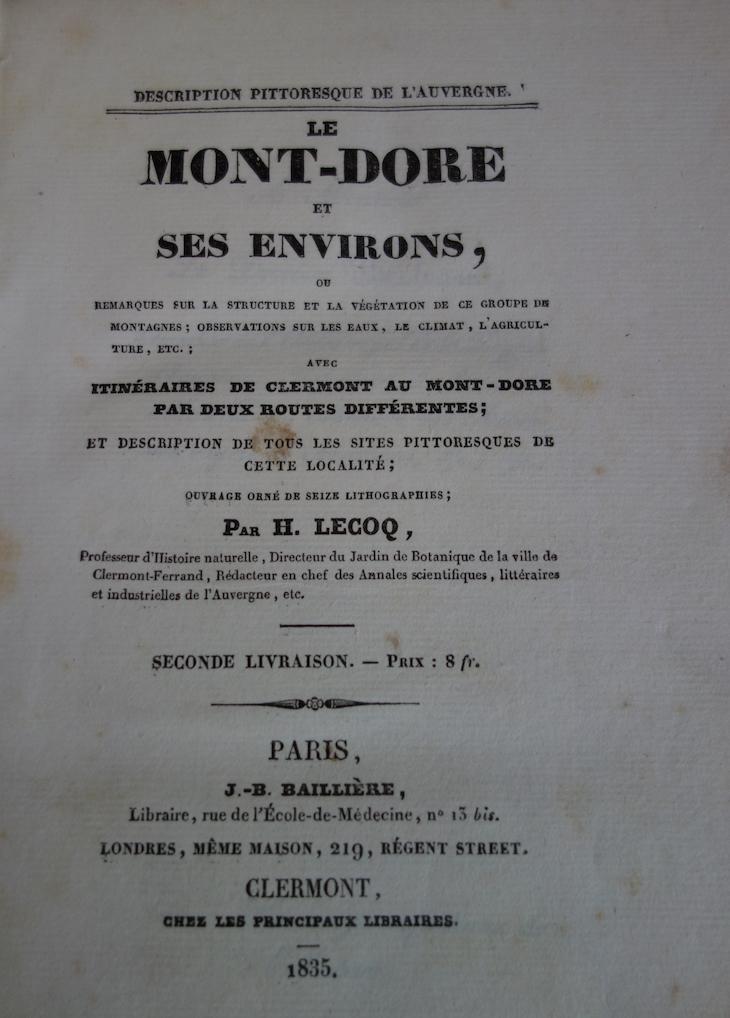 DESCRIPTION PITTORESQUE DE L'AUVERGNE.
LE
MONT-DORE
ET
SES ENVIRONS,
OU
REMARQUES SUR LA STRUCTURE ET LA VÉGÉTATION DE CE GROUPE DE
MONTAGNES; OBSERVATIONS SUR LES EAUX, LE CLIMAT, L'AGRICUL-
TURE, ETC.;
AVEC
ITINÉRAIRES DE CLERMONT AU MONT-DORE
PAR DEUX ROUTES DIFFÉRENTES;
ET DESCRIPTION DE TOUS LES SITES PITTORESQUES DE
CETTE LOCALITÉ;
OUVRAGE ORNÉ DE SEIZE LITHOGRAPHIES;
PAR H. LECOQ,
Professeur d'Histoire naturelle, Directeur du Jardin de Botanique de la ville de
Clermont-Ferrand, Rédacteur en chef des Annales scientifiques, littéraires
et industrielles de l'Auvergne, etc.
SECONDE LIVRAISON. — PRIX : 8 fr.
PARIS,
J.-B. BAILLIÈRE,
Libraire, rue de l'École-de-Médecine, nº 13 bis.
LONDRES, MÊME MAISON, 219, RÉGENT STREET.
CLERMONT,
CHEZ LES PRINCIPAUX LIBRAIRES.
1835.